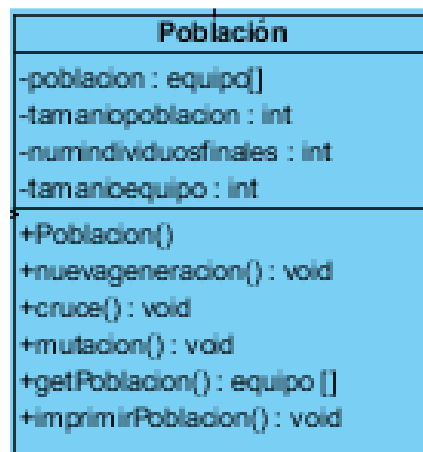 Población
-poblacion : equipo[]
-tamaniopoblacion : int
-numindividuosfinales : int
-tamanioequipo : int
+Poblacion()
+nuevageneracion() : void
+cruce() : void
+mutacion() : void
+getPoblacion() : equipo []
+imprimirPoblacion() : void